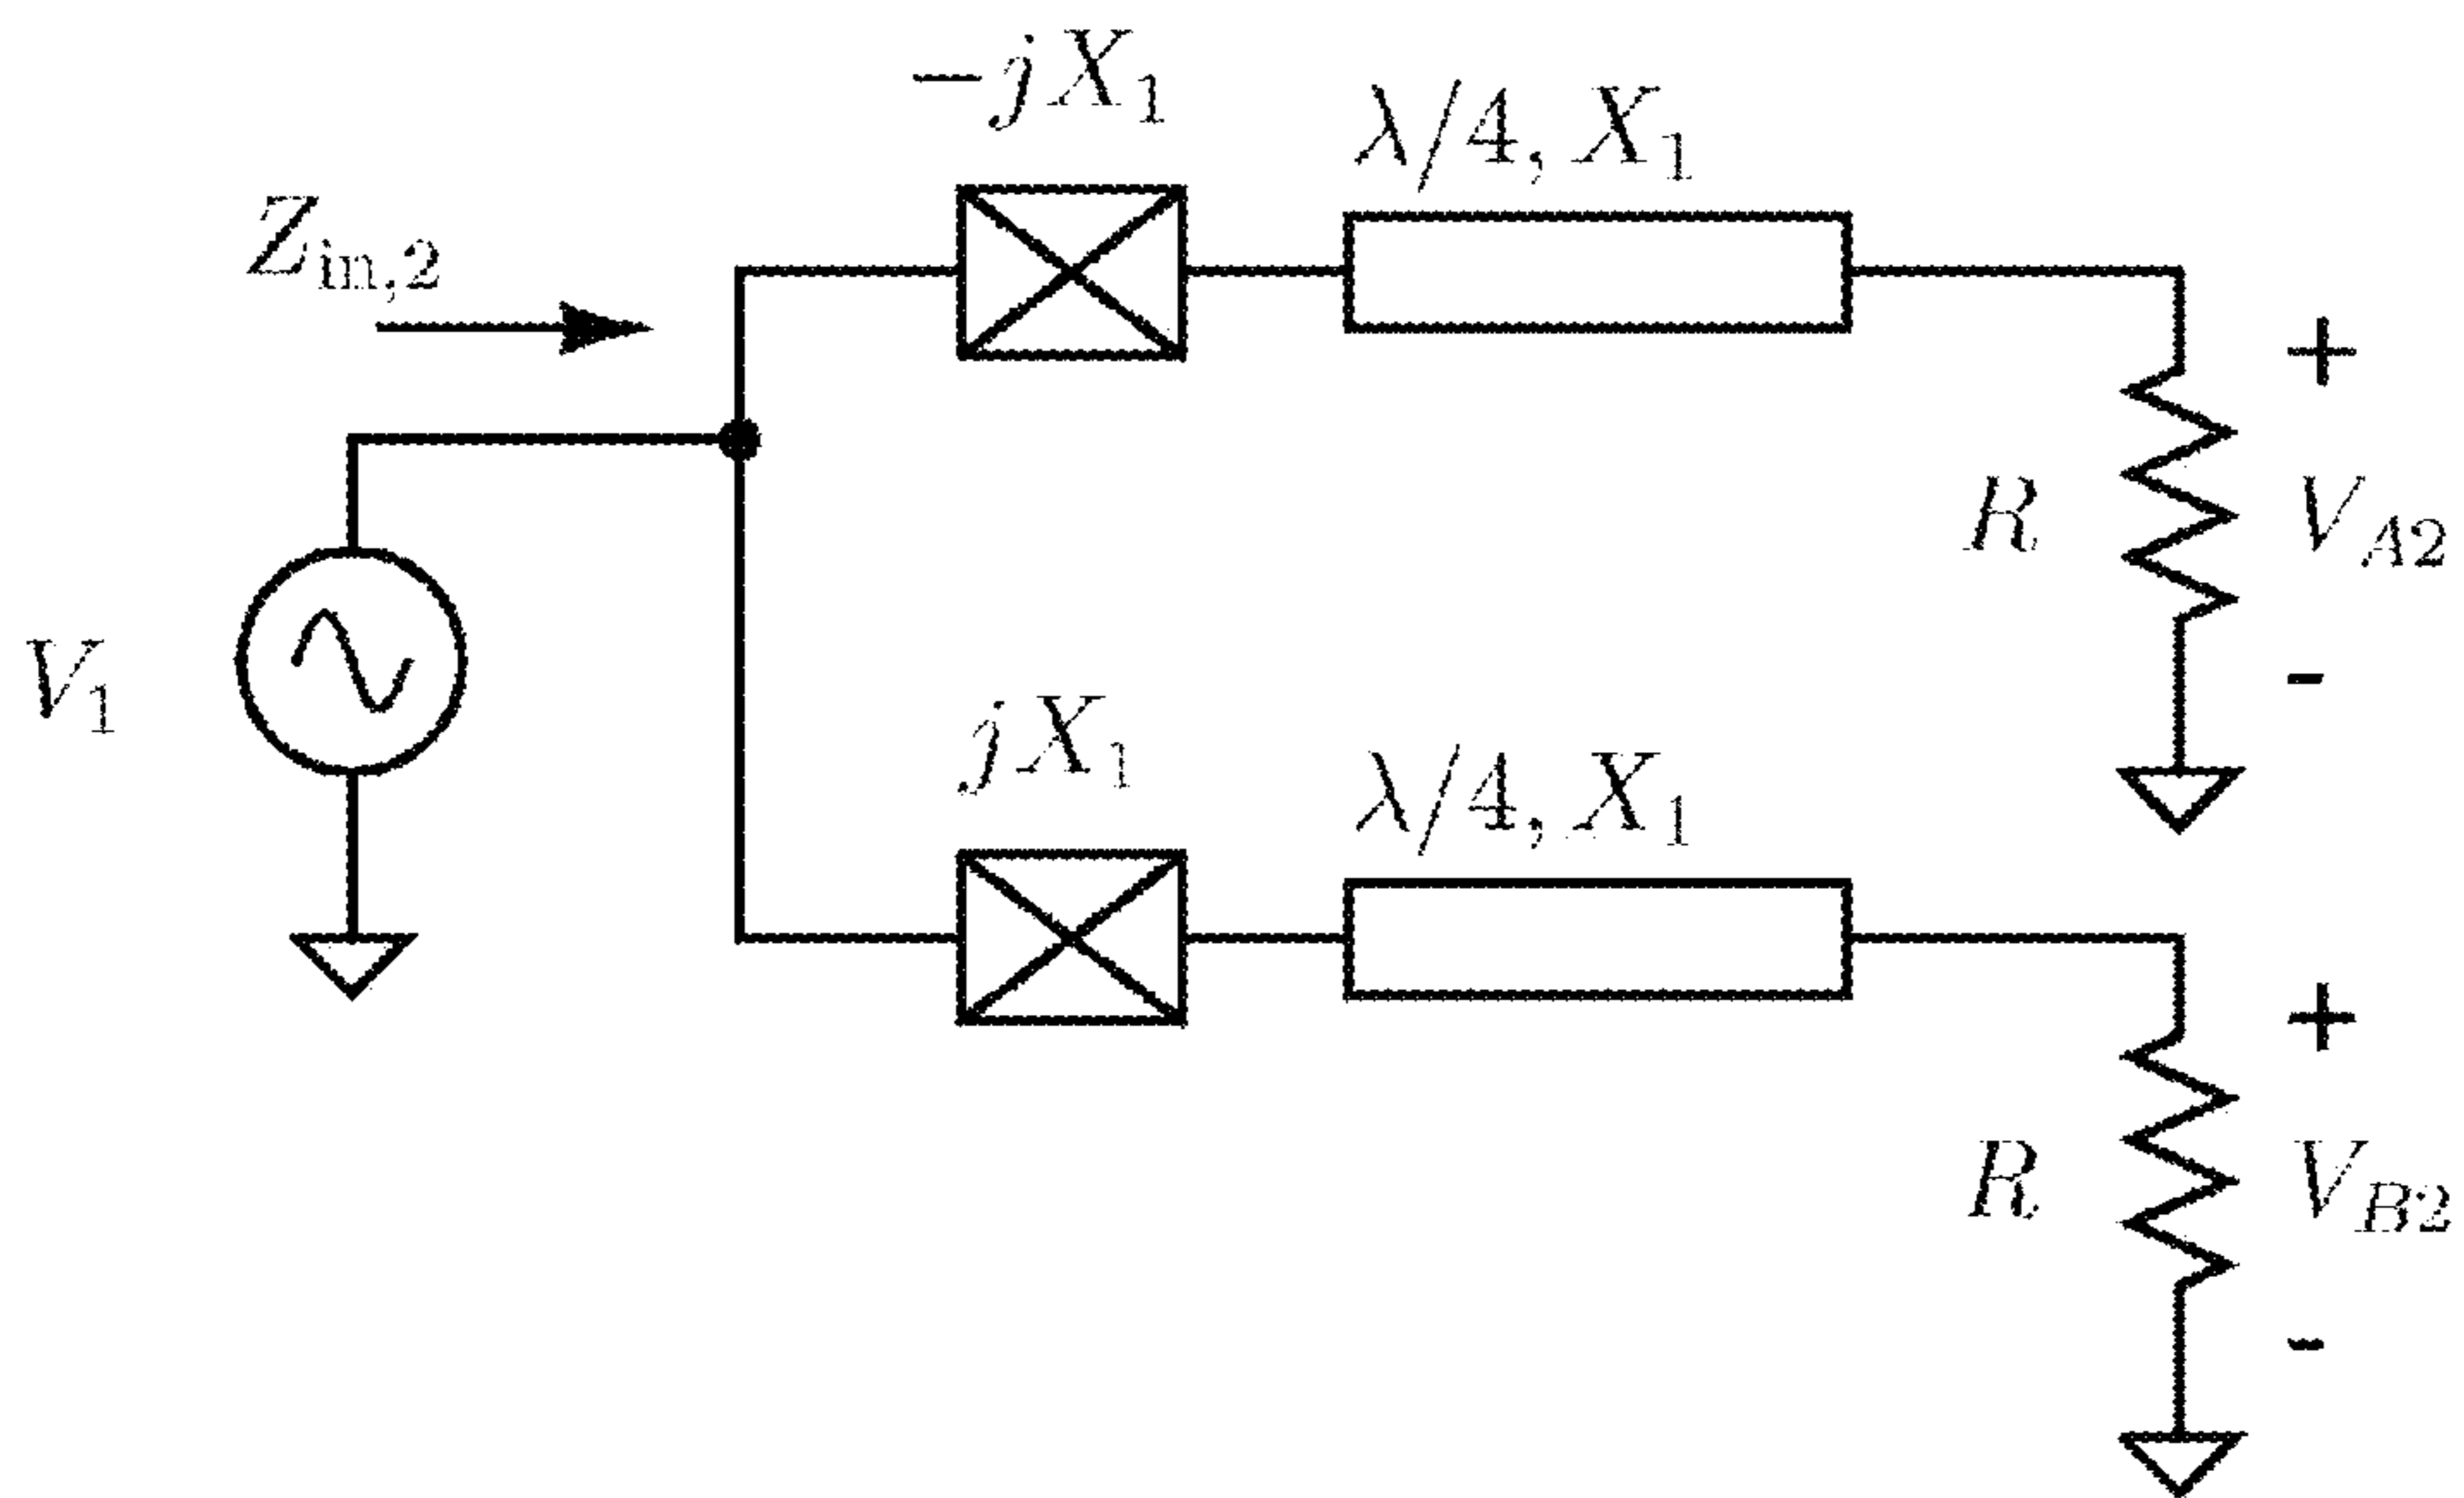 −jX₁
λ/4, X₁
Z_in,2
+
R
V_A2
-
V₁
jX₁
λ/4, X₁
+
R
V_B2
-